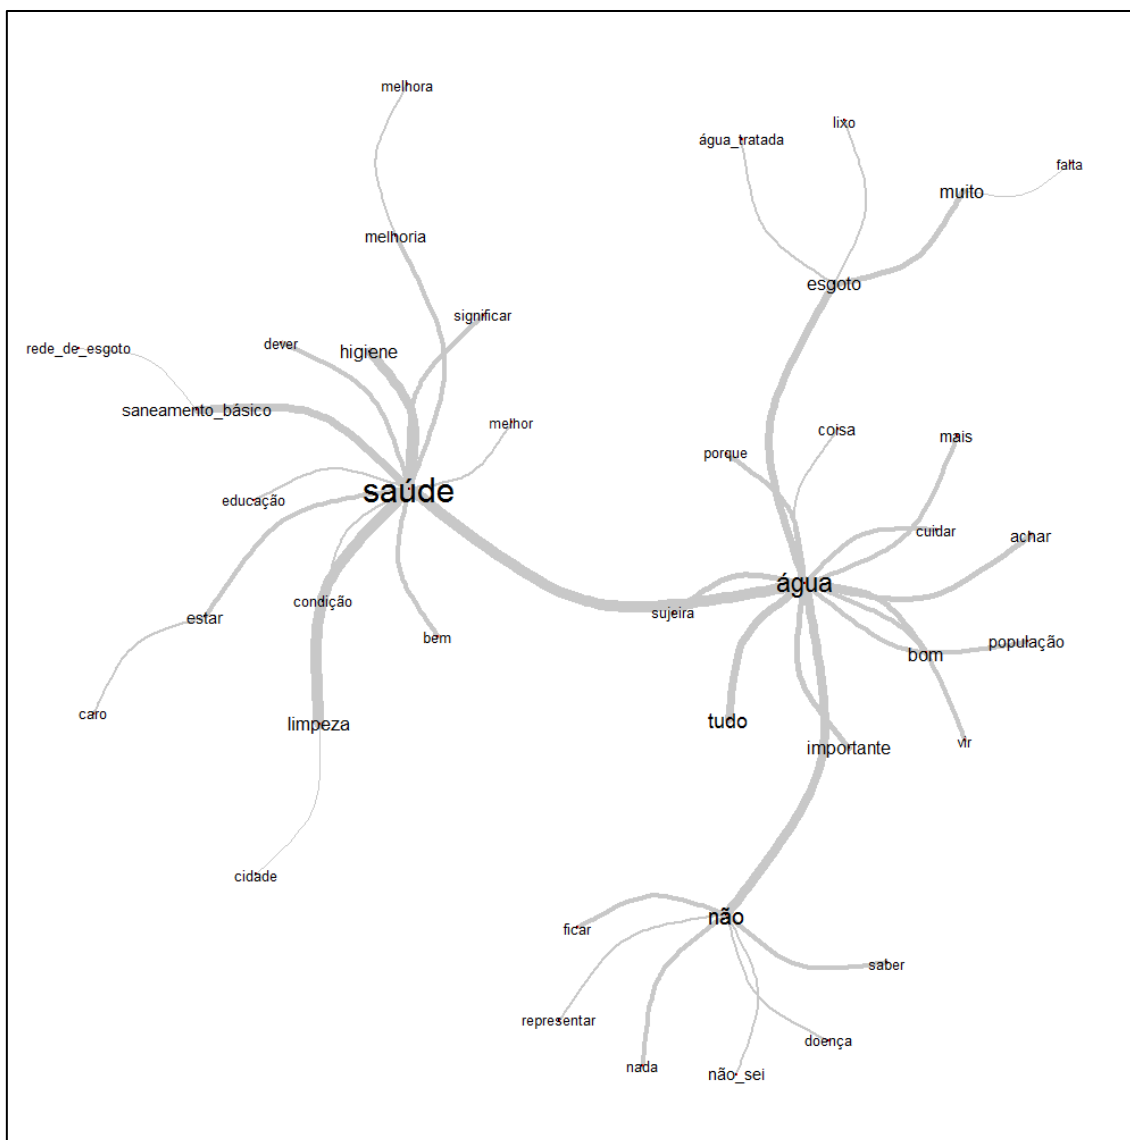 melhora
lixo
água_tratada
falta
muito
melhoria
esgoto
significar
dever
rede_de_esgoto
higiene
saneamento_básico
melhor
coisa
mais
porque
saúde
educação
cuidar
achar
água
condição
sujeira
estar
bem
população
bom
caro
limpeza
tudo
importante
vir
cidade
não
ficar
saber
representar
doença
nada
não_sei